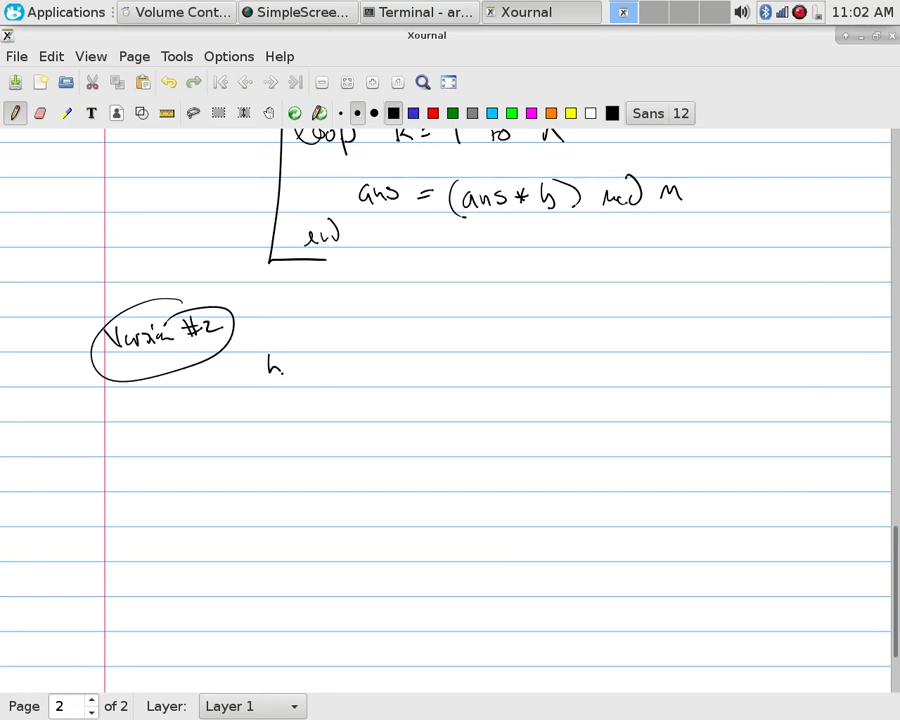 Applications
Volume Cont...
SimpleScree...
Terminal - ar...
Xournal
11:02 AM
Xournal
File Edit View Page Tools Options Help
Sans 12
loop k = 1 to n
ans = (ans * b) mod m
end
Version #2
b
Page 2 of 2 Layer: Layer 1